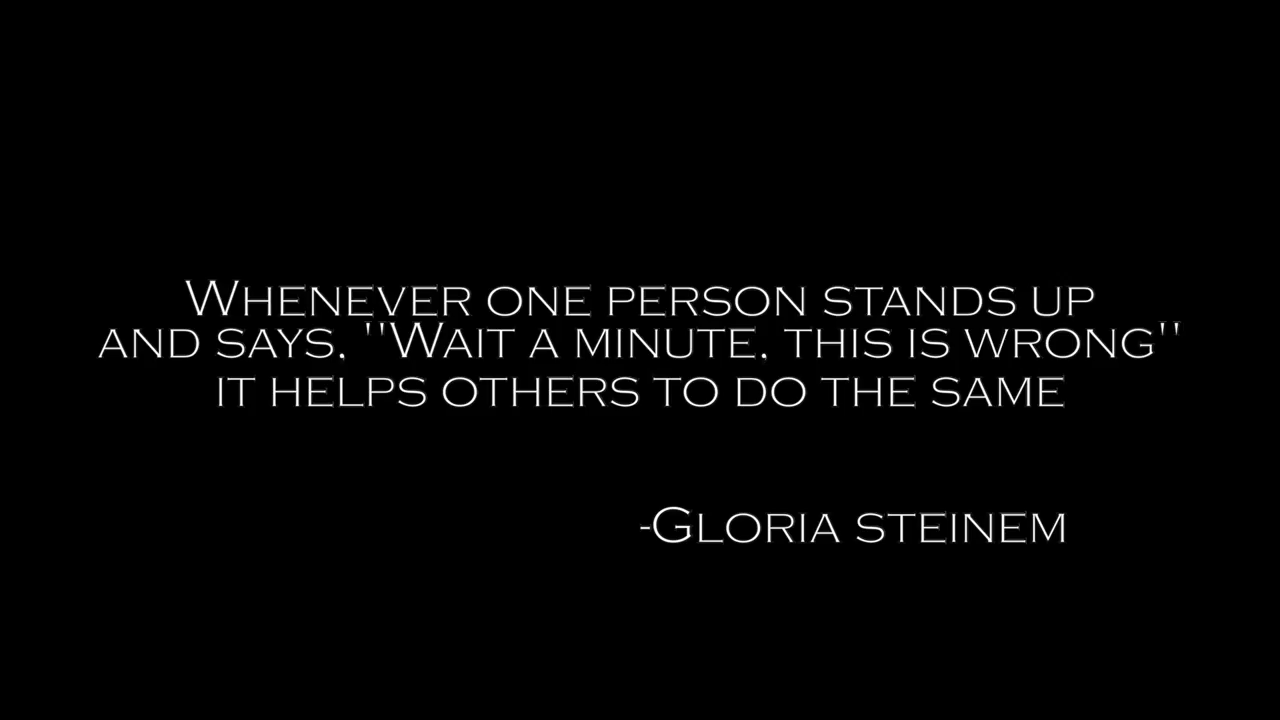 Whenever one person stands up
and says, "Wait a minute, this is wrong"
it helps others to do the same
-Gloria steinem